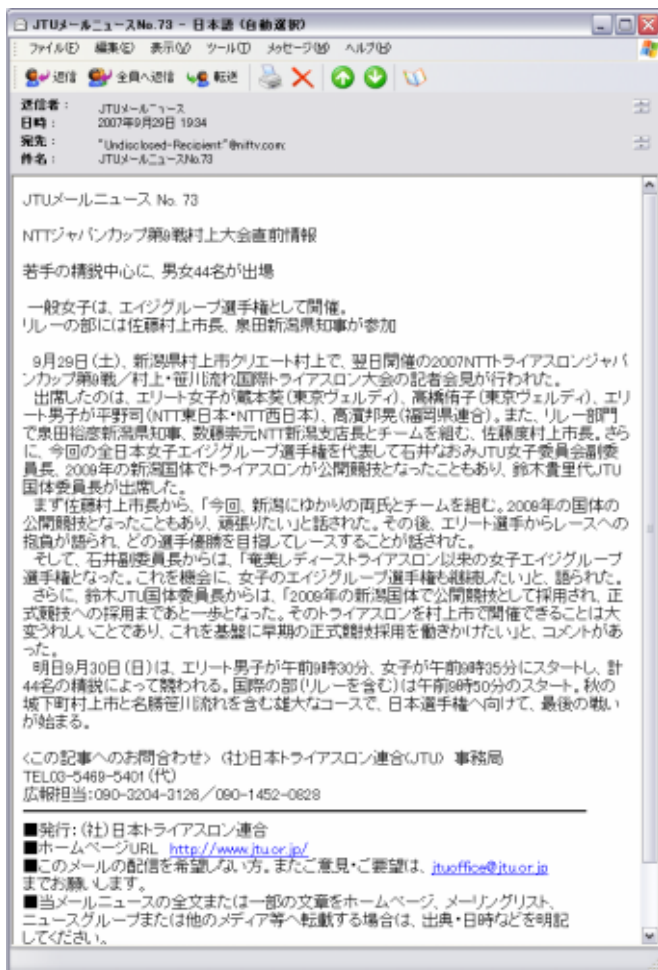 JTUメールニュースNo.73 - 日本語 (自動選択)
ファイル(F) 編集(E) 表示(V) ツール(T) メッセージ(M) ヘルプ(H)
返信 全員へ返信 転送
送信者: JTUメールニュース
日時: 2007年9月29日 19:34
宛先: "Undisclosed-Recipient"@nifty.com;
件名: JTUメールニュースNo.73
JTUメールニュース No. 73
NTTジャパンカップ第9戦村上大会直前情報
若手の精鋭中心に、男女44名が出場
一般女子は、エイジグループ選手権として開催。
リレーの部には佐藤村上市長、泉田新潟県知事が参加
9月29日(土)、新潟県村上市クリエート村上で、翌日開催の2007NTTトライアスロンジャパ
ンカップ第9戦/村上・笹川流れ国際トライアスロン大会の記者会見が行われた。
出席したのは、エリート女子が蔵本葵(東京ヴェルディ)、高橋侑子(東京ヴェルディ)、エリ
ート男子が平野司(NTT東日本・NTT西日本)、高濱邦晃(福岡県連合)。また、リレー部門
で泉田裕彦新潟県知事、数藤崇元NTT新潟支店長とチームを組む、佐藤度村上市長。さら
に、今回の全日本女子エイジグループ選手権を代表して石井なおみJTU女子委員会副委
員長、2009年の新潟国体でトライアスロンが公開競技となったこともあり、鈴木貴里代JTU
国体委員長が出席した。
まず佐藤村上市長から、「今回、新潟にゆかりの両氏とチームを組む。2009年の国体の
公開競技となったこともあり、頑張りたい」と話された。その後、エリート選手からレースへの
抱負が語られ、どの選手優勝を目指してレースすることが話された。
そして、石井副委員長からは、「奄美レディーストライアスロン以来の女子エイジグループ
選手権となった。これを機会に、女子のエイジグループ選手権も継続したい」と、語られた。
さらに、鈴木JTU国体委員長からは、「2009年の新潟国体で公開競技として採用され、正
式競技への採用まであと一歩となった。そのトライアスロンを村上市で開催できることは大
変うれしいことであり、これを基盤に早期の正式競技採用を働きかけたい」と、コメントがあ
った。
明日9月30日(日)は、エリート男子が午前9時30分、女子が午前9時35分にスタートし、計
44名の精鋭によって競われる。国際の部(リレーを含む)は午前9時50分のスタート。秋の
城下町村上市と名勝笹川流れを含む雄大なコースで、日本選手権へ向けて、最後の戦い
が始まる。
<この記事へのお問合わせ> (社)日本トライアスロン連合(JTU) 事務局
TEL03-5469-5401(代)
広報担当:090-3204-3126/090-1452-0828
■発行:(社)日本トライアスロン連合
■ホームページURL http://www.jtu.or.jp/
■このメールの配信を希望しない方。またご意見・ご要望は、jtuoffice@jtu.or.jp
までお願いします。
■当メールニュースの全文または一部の文章をホームページ、メーリングリスト、
ニュースグループまたは他のメディア等へ転載する場合は、出典・日時などを明記
してください。